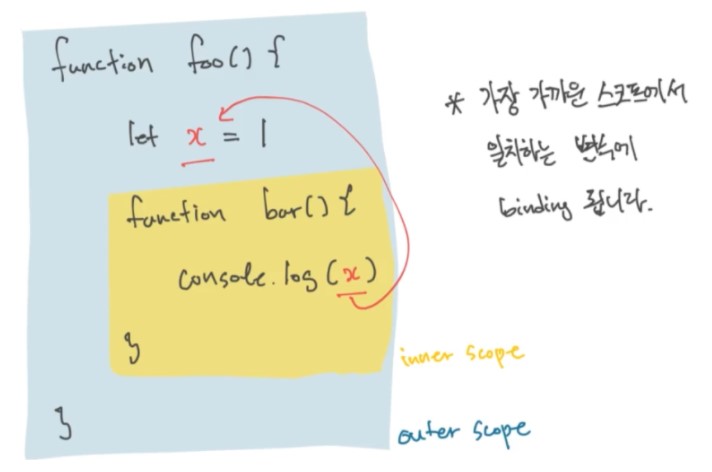 function foo() {
let x = 1
function bar() {
console.log(x)
}
inner scope
}
outer scope
* 가장 가까운 스코프에서
일치하는 변수에
binding 됩니다.